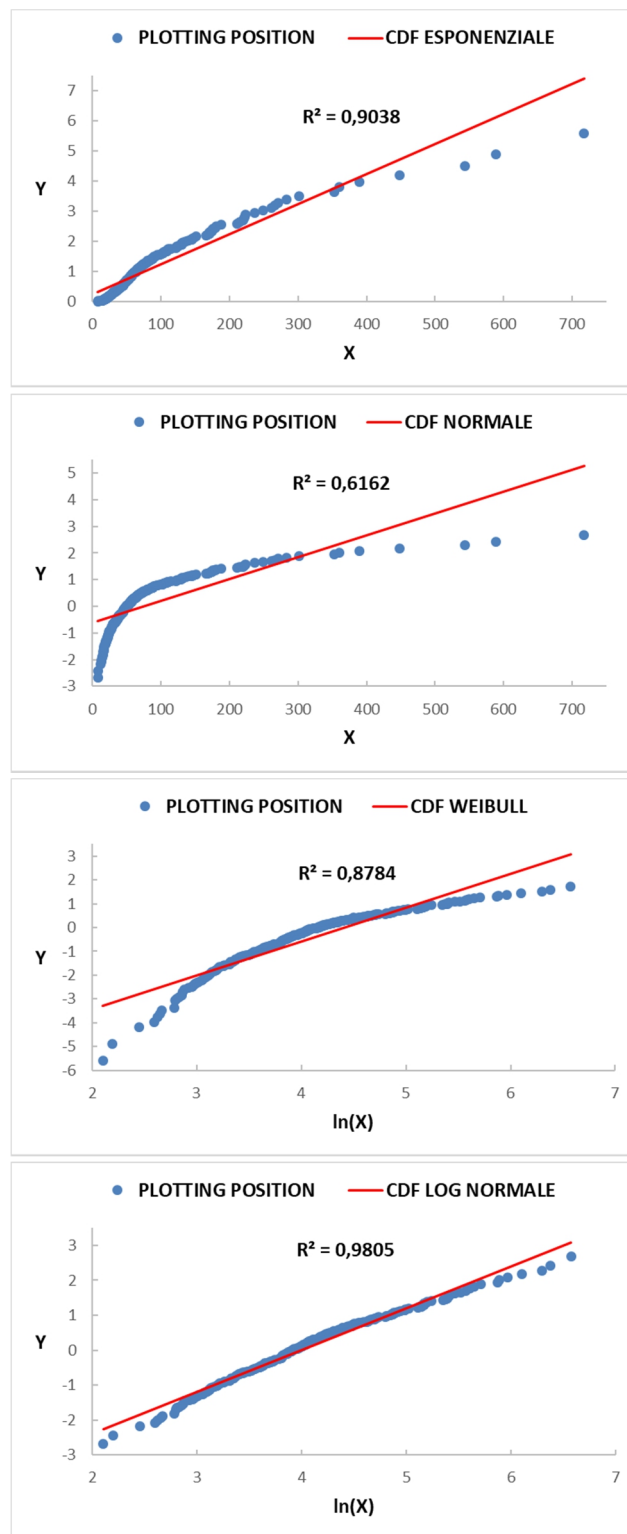 PLOTTING POSITION CDF ESPONENZIALE
7
R² = 0,9038
6
5
Y
4
3
2
1
0
0 100 200 300 400 500 600 700
X
PLOTTING POSITION CDF NORMALE
5
R² = 0,6162
4
3
2
Y
1
0
-1
-2
-3
0 100 200 300 400 500 600 700
X
PLOTTING POSITION CDF WEIBULL
3
R² = 0,8784
2
1
0
Y
-1
-2
-3
-4
-5
-6
2 3 4 5 6 7
ln(X)
PLOTTING POSITION CDF LOG NORMALE
R² = 0,9805
3
2
1
Y
0
-1
-2
-3
2 3 4 5 6 7
ln(X)